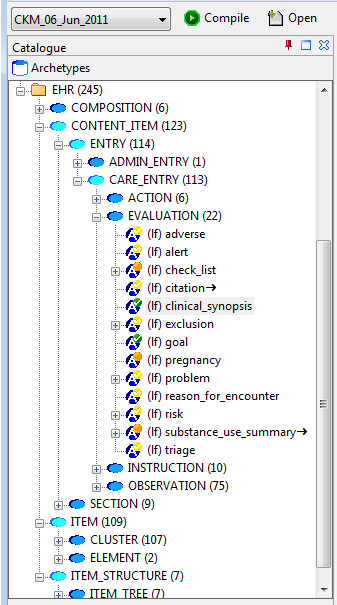 CKM_06_Jun_2011 Compile Open
Catalogue
Archetypes
EHR (245)
COMPOSITION (6)
CONTENT_ITEM (123)
ENTRY (114)
ADMIN_ENTRY (1)
CARE_ENTRY (113)
ACTION (6)
EVALUATION (22)
(lf) adverse
(lf) alert
(lf) check_list
(lf) citation→
(lf) clinical_synopsis
(lf) exclusion
(lf) goal
(lf) pregnancy
(lf) problem
(lf) reason_for_encounter
(lf) risk
(lf) substance_use_summary→
(lf) triage
INSTRUCTION (10)
OBSERVATION (75)
SECTION (9)
ITEM (109)
CLUSTER (107)
ELEMENT (2)
ITEM_STRUCTURE (7)
ITEM_TREE (7)